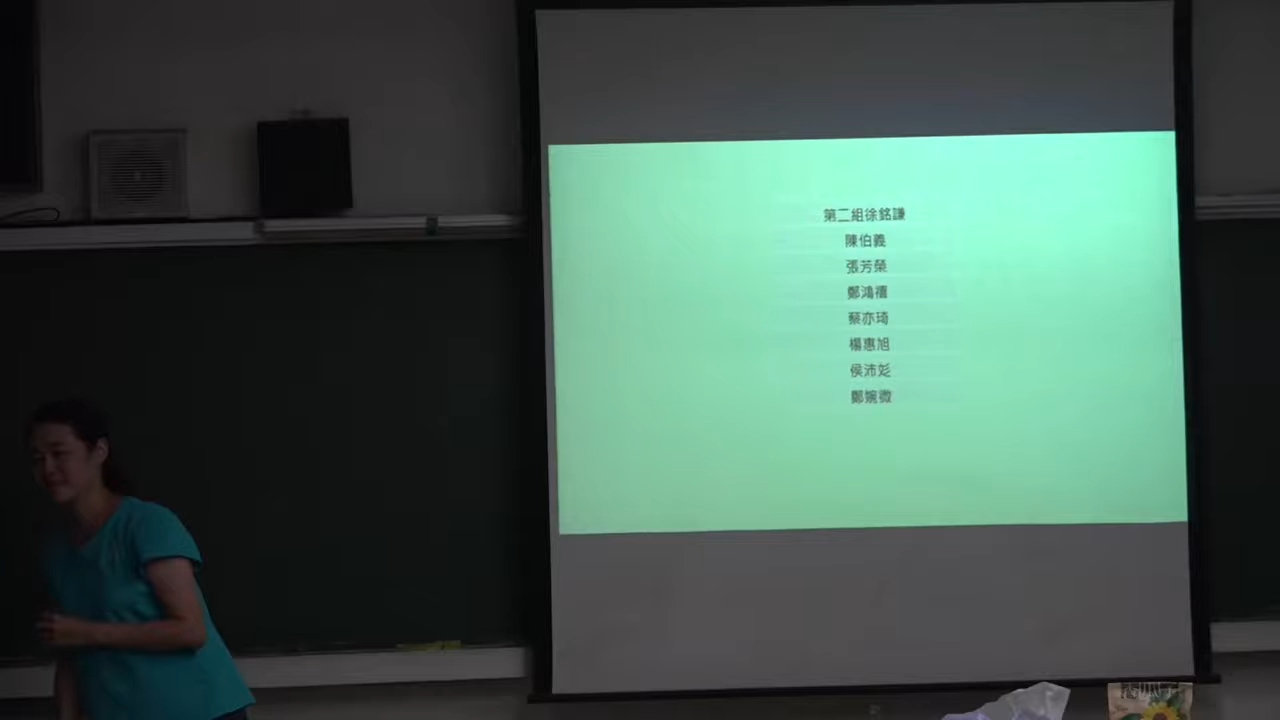 第二組徐銘謙
陳伯義
張芳榮
鄭鴻禧
蔡亦琦
楊惠旭
侯沛彣
鄭婉微